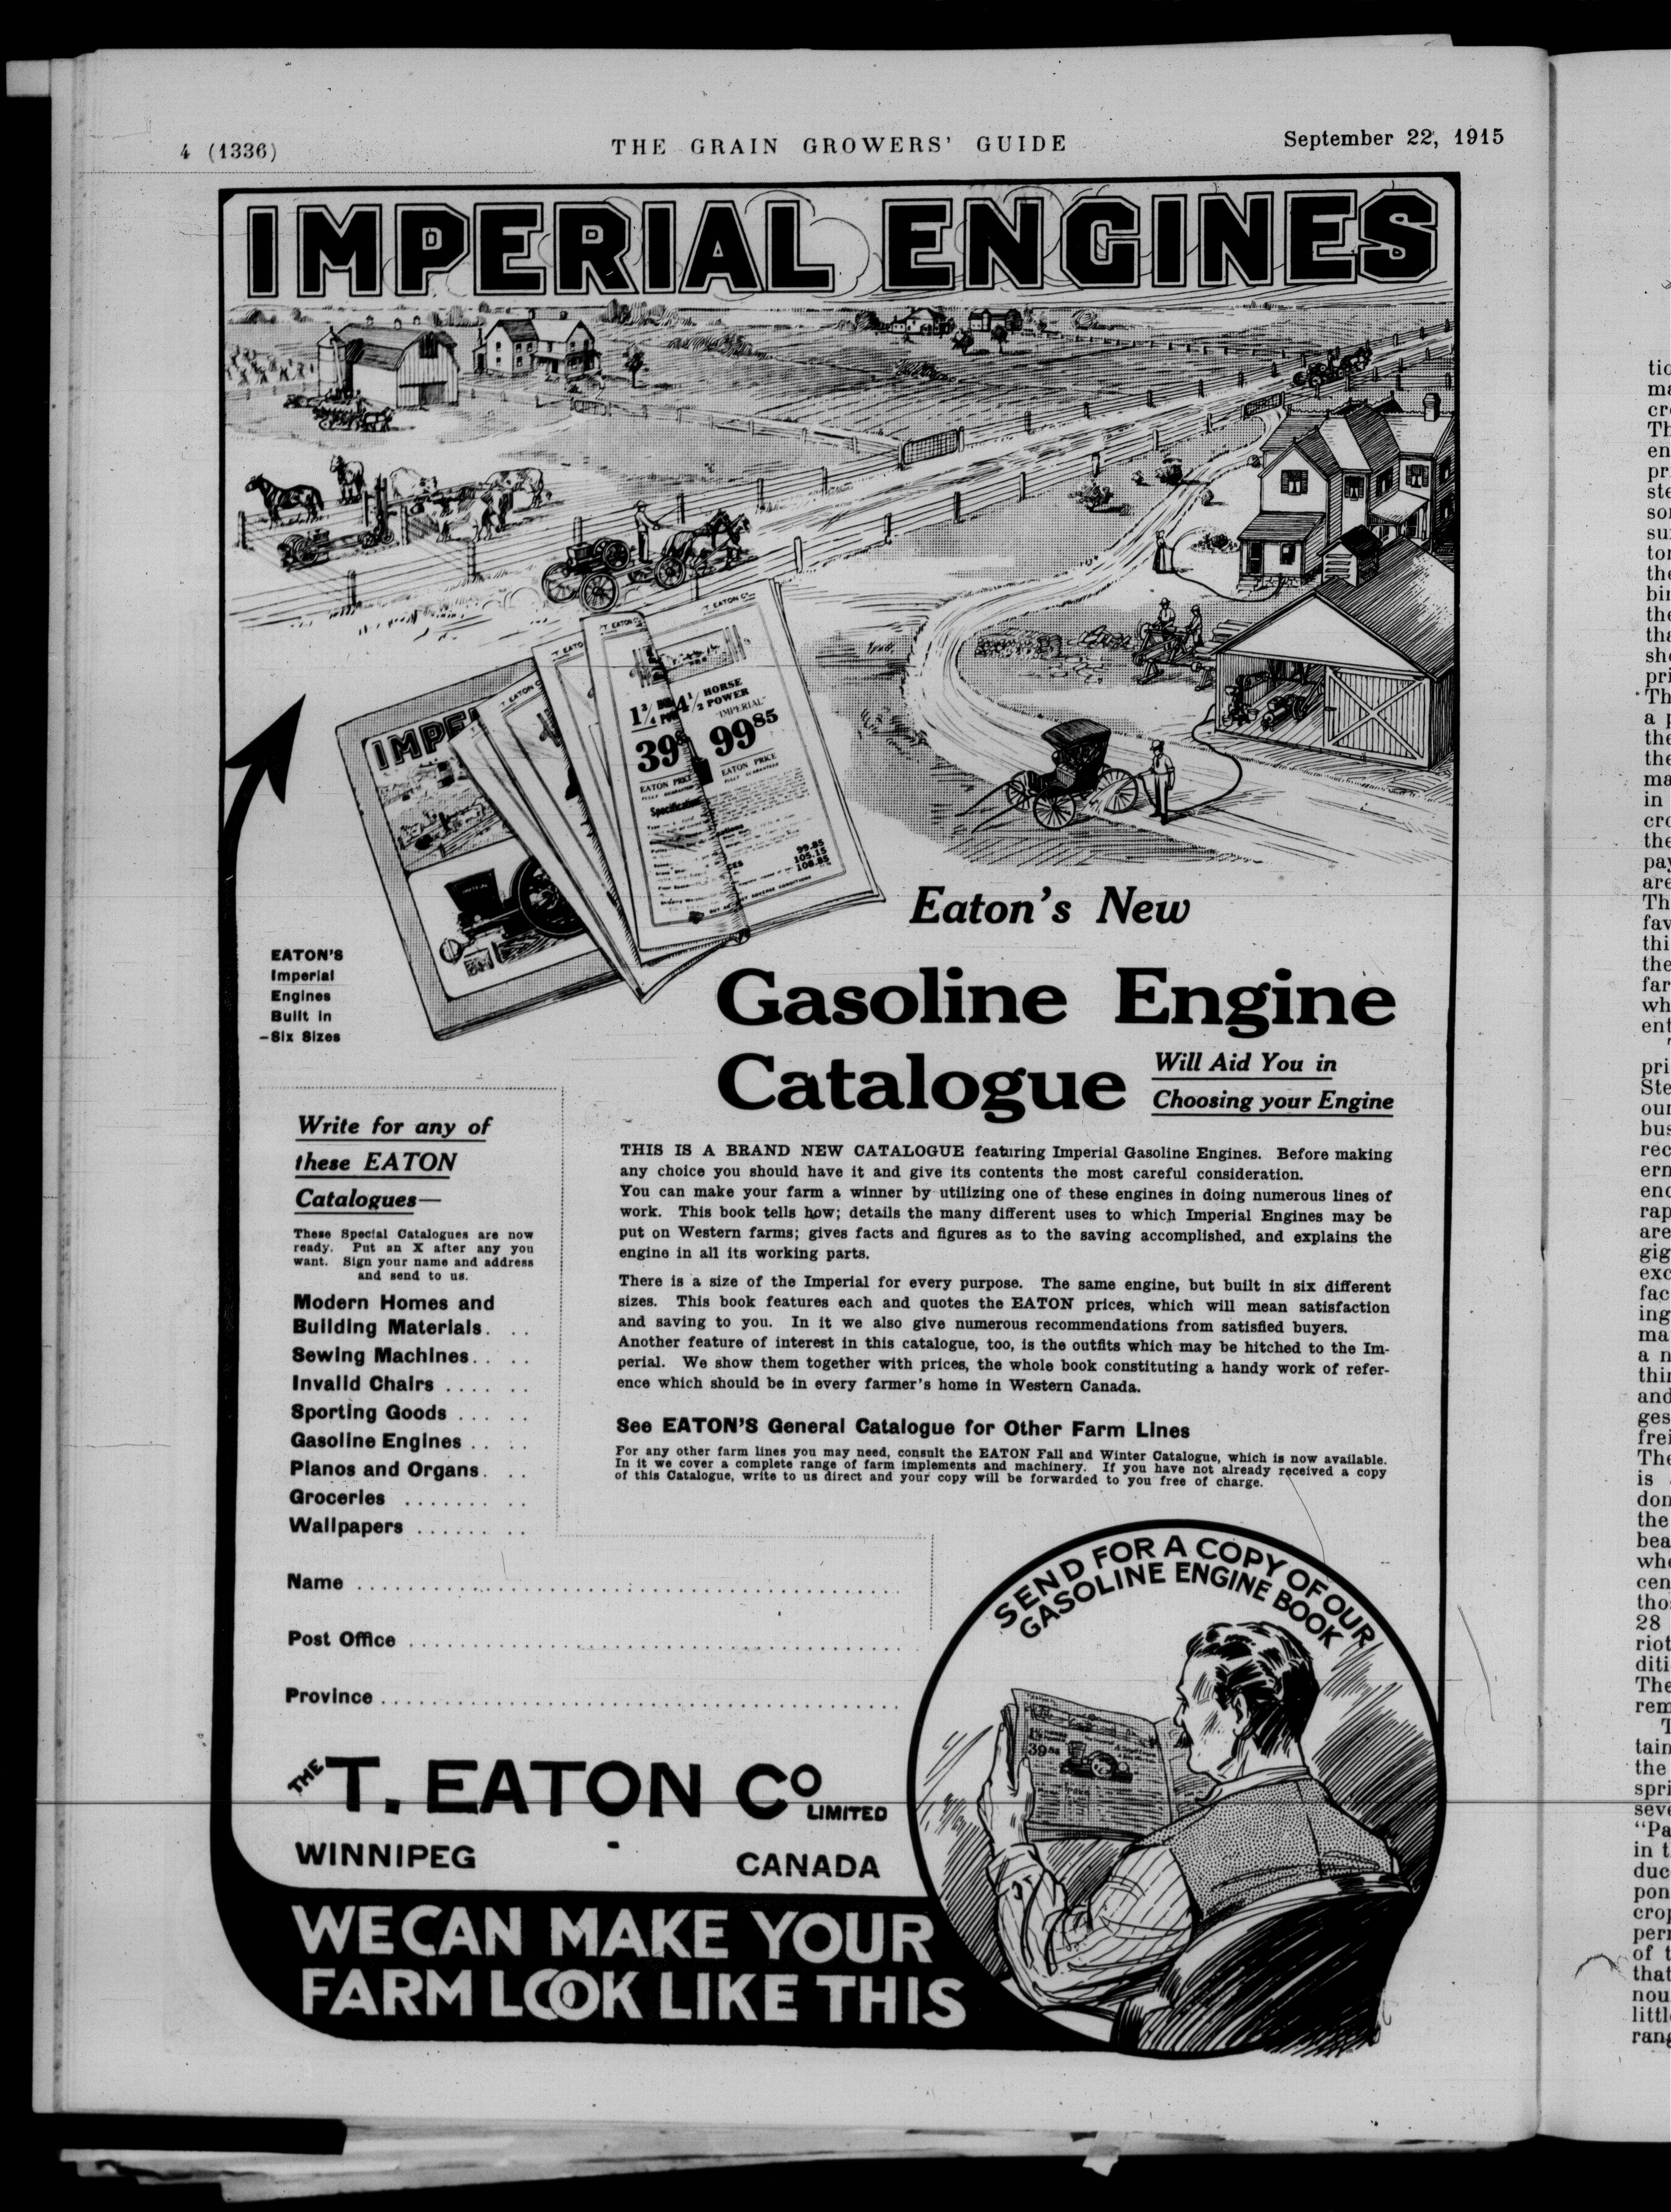 4 (1336)
THE GRAIN GROWERS' GUIDE
September 22, 1915
IMPERIAL ENGINES
T. EATON Co
HORSE
POWER
"IMPERIAL"
39
99 85
EATON PRICE
EATON PRICE
Specification
99.85
105.15
108.85
IMPE
EATON'S
Imperial
Engines
Built in
-Six Sizes
Eaton's New
Gasoline Engine
Catalogue
Will Aid You in
Choosing your Engine
Write for any of
these EATON
Catalogues—
These Special Catalogues are now
ready. Put an X after any you
want. Sign your name and address
and send to us.
Modern Homes and
Building Materials. . .
Sewing Machines. . . .
Invalid Chairs . . . . . .
Sporting Goods . . . . .
Gasoline Engines . . . .
Pianos and Organs. . .
Groceries . . . . . . . . .
Wallpapers . . . . . . . .
THIS IS A BRAND NEW CATALOGUE featuring Imperial Gasoline Engines. Before making
any choice you should have it and give its contents the most careful consideration.
You can make your farm a winner by utilizing one of these engines in doing numerous lines of
work. This book tells how; details the many different uses to which Imperial Engines may be
put on Western farms; gives facts and figures as to the saving accomplished, and explains the
engine in all its working parts.
There is a size of the Imperial for every purpose. The same engine, but built in six different
sizes. This book features each and quotes the EATON prices, which will mean satisfaction
and saving to you. In it we also give numerous recommendations from satisfied buyers.
Another feature of interest in this catalogue, too, is the outfits which may be hitched to the Im-
perial. We show them together with prices, the whole book constituting a handy work of refer-
ence which should be in every farmer's home in Western Canada.
See EATON'S General Catalogue for Other Farm Lines
For any other farm lines you may need, consult the EATON Fall and Winter Catalogue, which is now available.
In it we cover a complete range of farm implements and machinery. If you have not already received a copy
of this Catalogue, write to us direct and your copy will be forwarded to you free of charge.
Name
Post Office
Province
THE T. EATON Co LIMITED
WINNIPEG - CANADA
SEND FOR A COPY OF OUR
GASOLINE ENGINE BOOK
WE CAN MAKE YOUR
FARM LOOK LIKE THIS